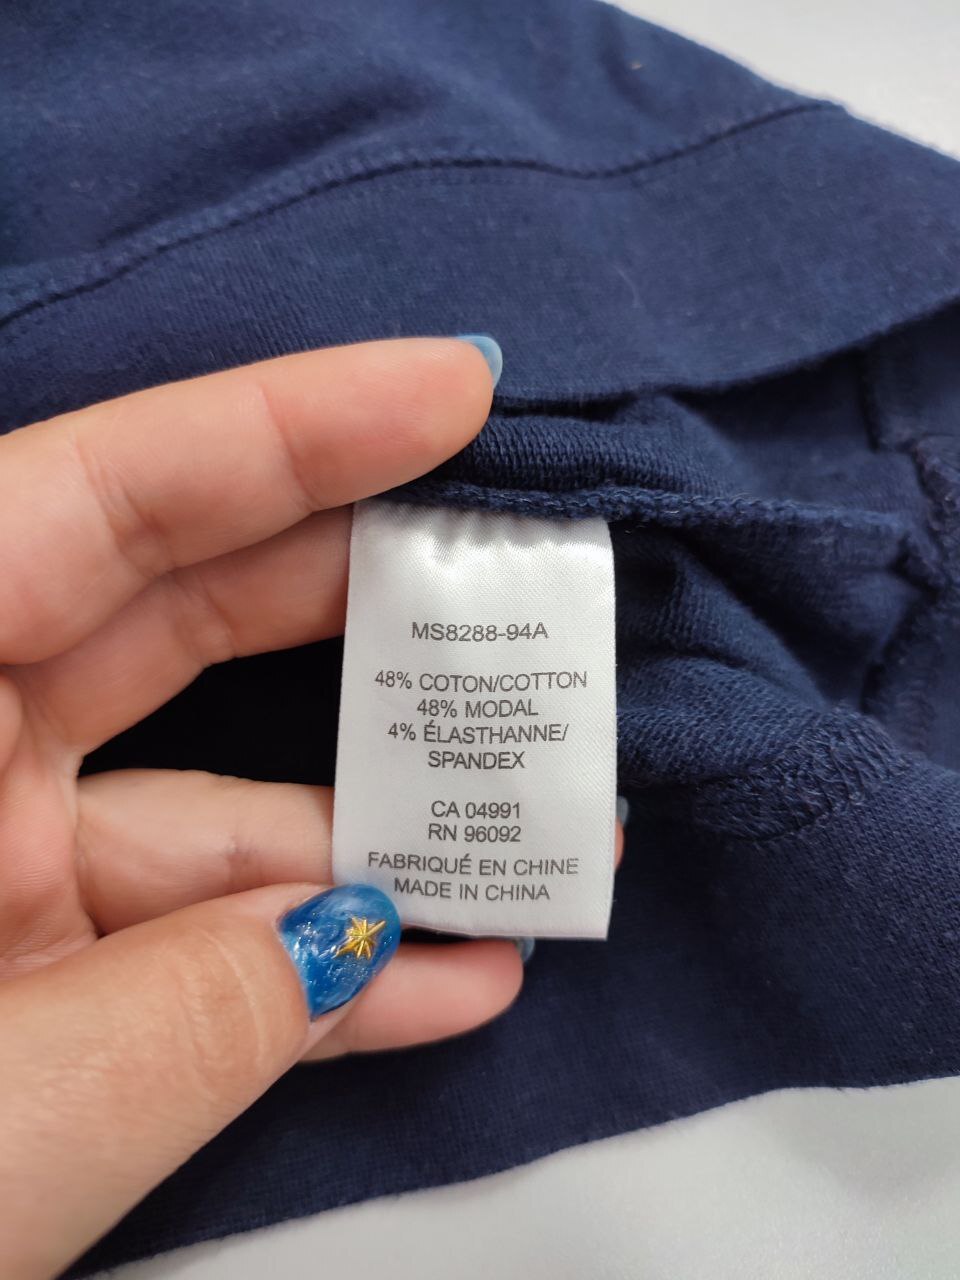 MS8288-94A
48% COTON/COTTON
48% MODAL
4% ÉLASTHANNE/
SPANDEX
CA 04991
RN 96092
FABRIQUÉ EN CHINE
MADE IN CHINA